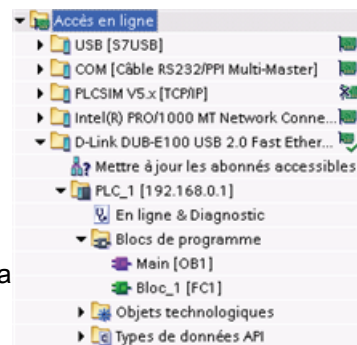 Accès en ligne
USB [S7USB]
COM [Câble RS232/PPI Multi-Master]
PLCSIM V5.x [TCP/IP]
Intel(R) PRO/1000 MT Network Conne...
D-Link DUB-E100 USB 2.0 Fast Ether...
Mettre à jour les abonnés accessibles
PLC_1 [192.168.0.1]
En ligne & Diagnostic
Blocs de programme
Main [OB1]
a
Bloc_1 [FC1]
Objets technologiques
Types de données API